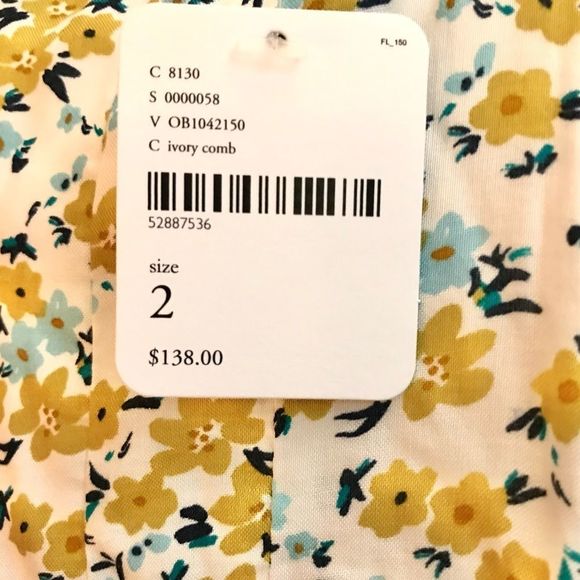 FL_150
C 8130
S 0000058
V OB1042150
C ivory comb
52887536
size
2
$138.00